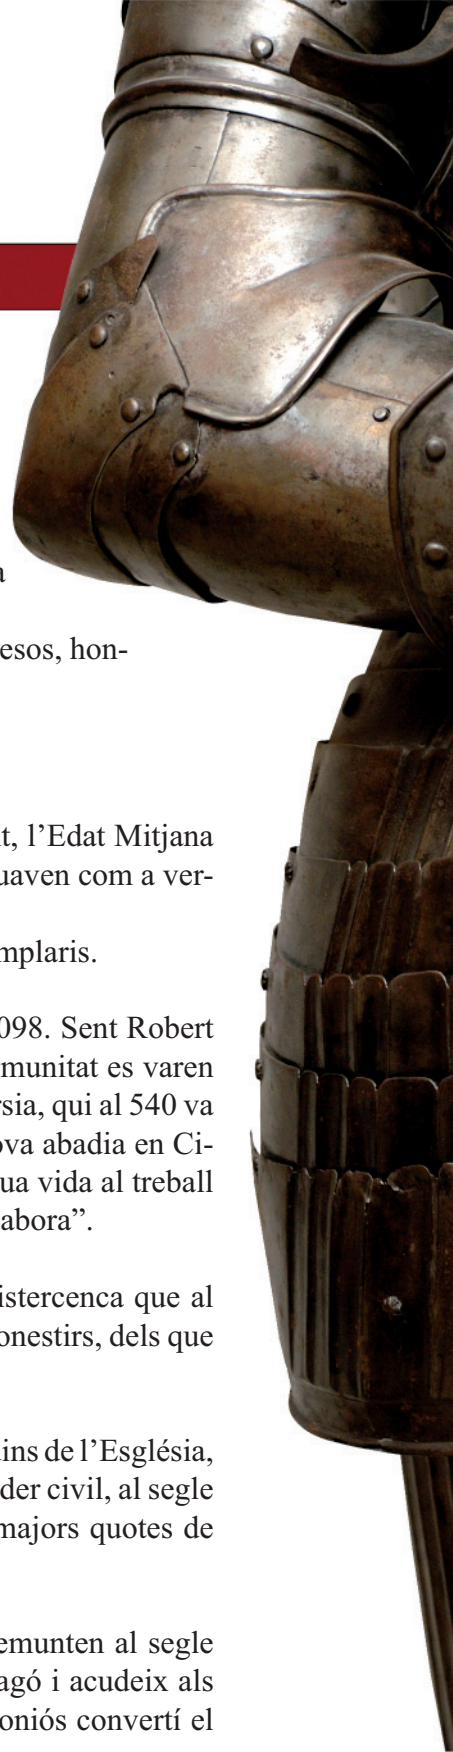 a
esos, hon-
t, l’Edat Mitjana
uaven com a ver-
mplaris.
098. Sent Robert
munitat es varen
rsia, qui al 540 va
ova abadia en Ci-
ua vida al treball
abora”.
istercenca que al
onestirs, dels que
ins de l’Església,
der civil, al segle
majors quotes de
emunten al segle
agó i acudeix als
oniós convertí el